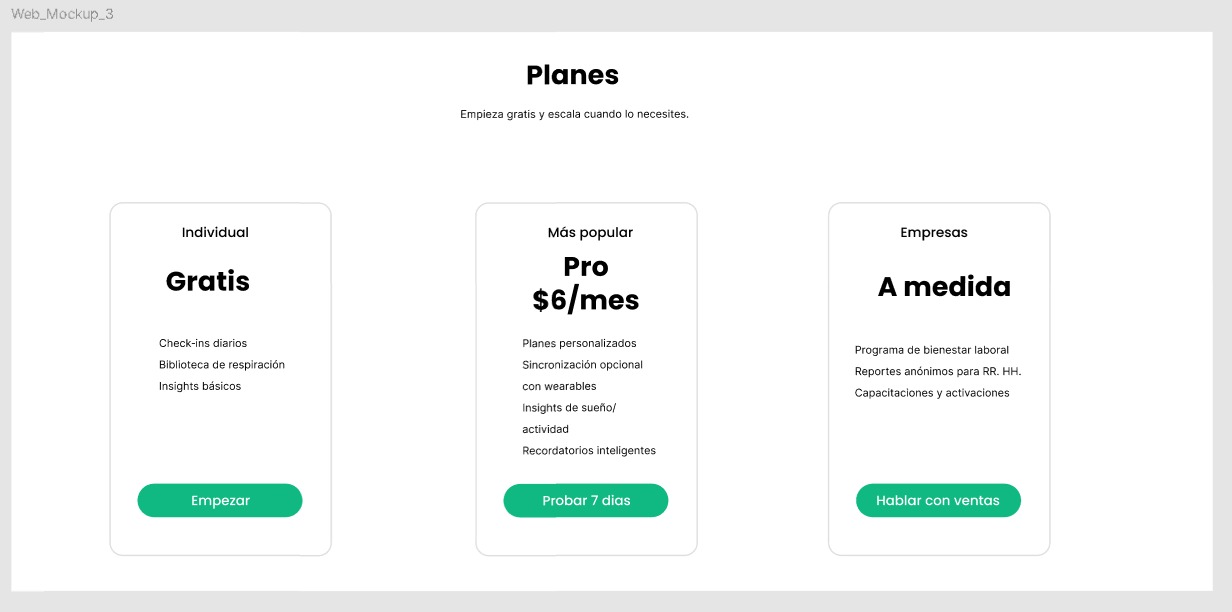 Web_Mockup_3
Planes
Empieza gratis y escala cuando lo necesites.
Individual
Gratis
Check-ins diarios
Biblioteca de respiración
Insights básicos
Empezar
Más popular
Pro
$6/mes
Planes personalizados
Sincronización opcional
con wearables
Insights de sueño/
actividad
Recordatorios inteligentes
Probar 7 dias
Empresas
A medida
Programa de bienestar laboral
Reportes anónimos para RR. HH.
Capacitaciones y activaciones
Hablar con ventas